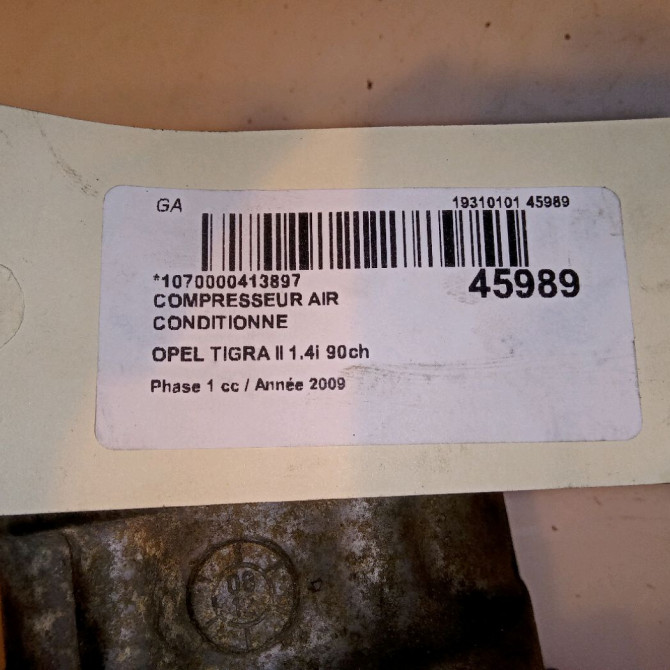 GA
19310101 45989
*1070000413897
45989
COMPRESSEUR AIR
CONDITIONNE
OPEL TIGRA II 1.4i 90ch
Phase 1 cc / Année 2009